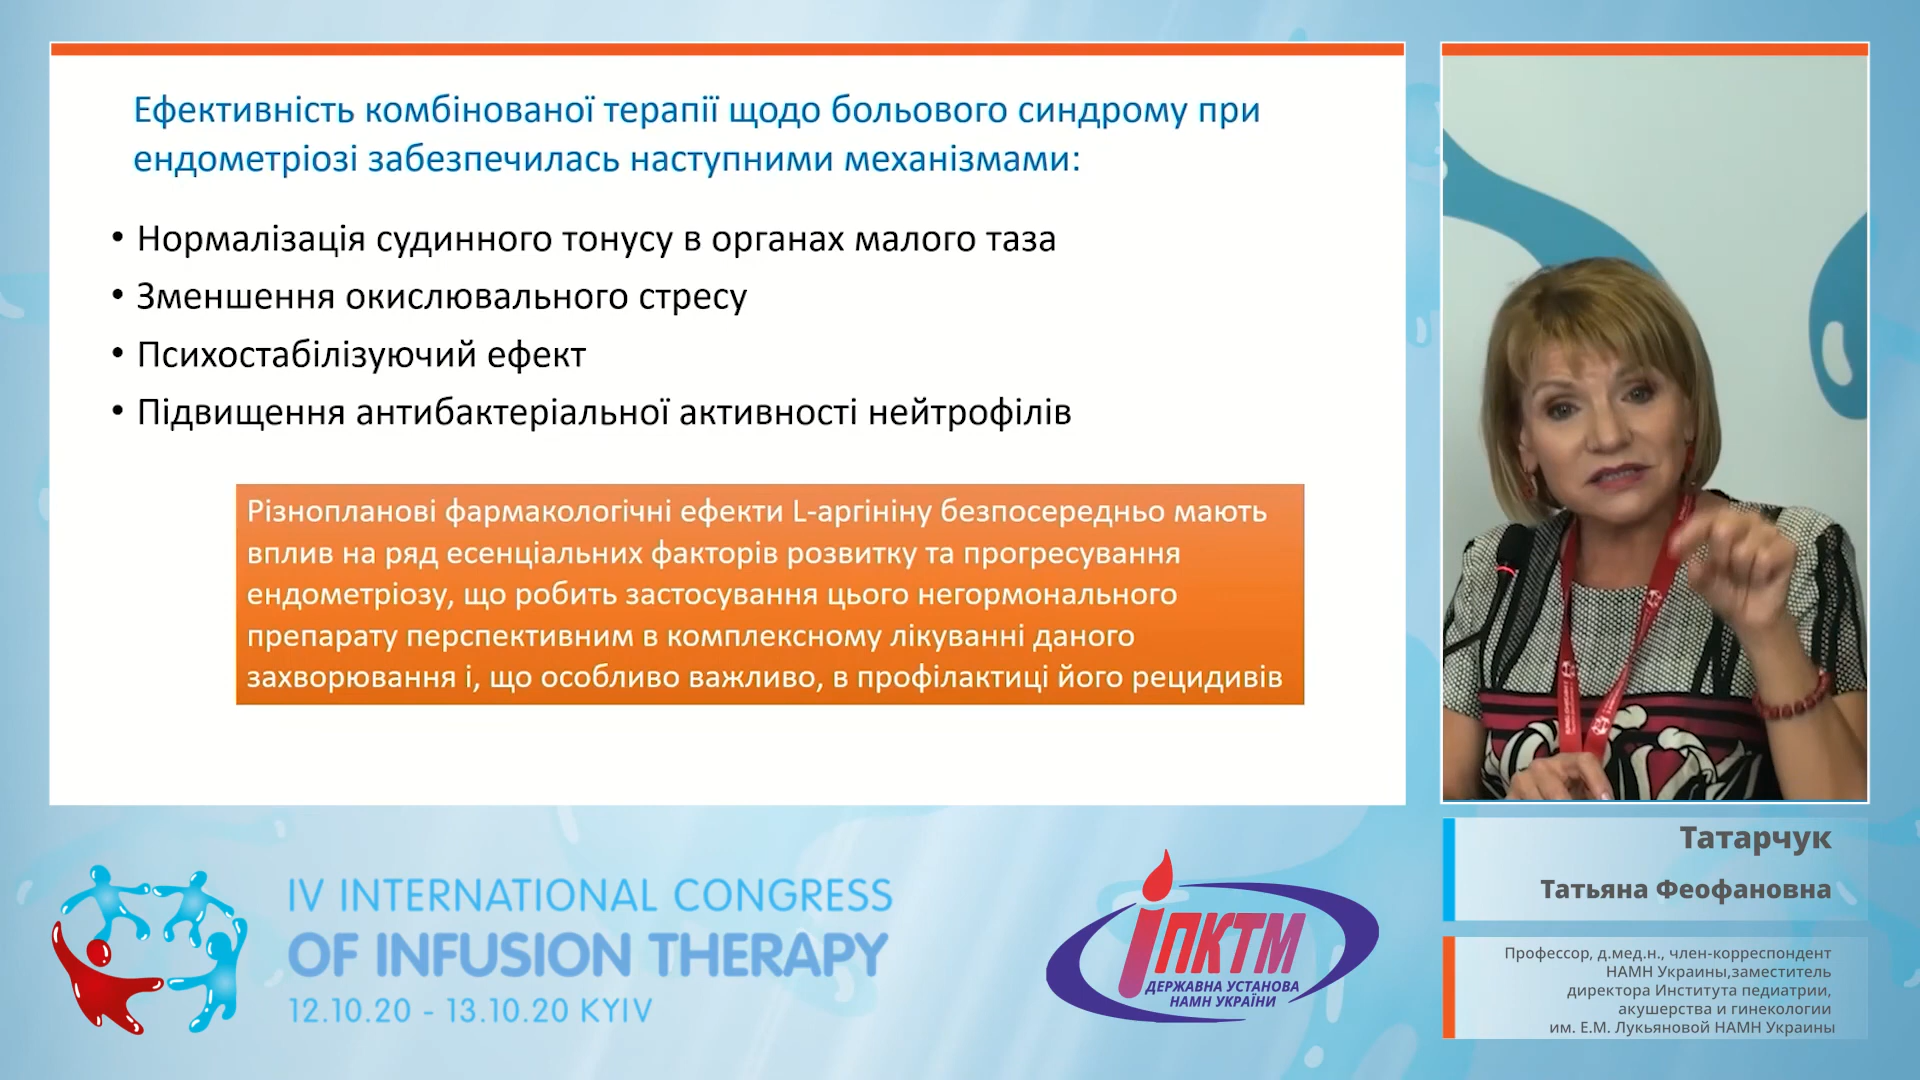 Ефективність комбінованої терапії щодо больового синдрому при
ендометріозі забезпечилась наступними механізмами:
• Нормалізація судинного тонусу в органах малого таза
• Зменшення окислювального стресу
• Психостабілізуючий ефект
• Підвищення антибактеріальної активності нейтрофілів
Різнопланові фармакологічні ефекти L-аргініну безпосередньо мають
вплив на ряд есенціальних факторів розвитку та прогресування
ендометріозу, що робить застосування цього негормонального
препарату перспективним в комплексному лікуванні даного
захворювання і, що особливо важливо, в профілактиці його рецидивів
IV INTERNATIONAL CONGRESS
OF INFUSION THERAPY
12.10.20 - 13.10.20 KYIV
ІПКТМ
ДЕРЖАВНА УСТАНОВА
НАМН УКРАЇНИ
Татарчук
Татьяна Феофановна
Профессор, д.мед.н., член-корреспондент
НАМН Украины,заместитель
директора Института педиатрии,
акушерства и гинекологии
им. Е.М. Лукьяновой НАМН Украины